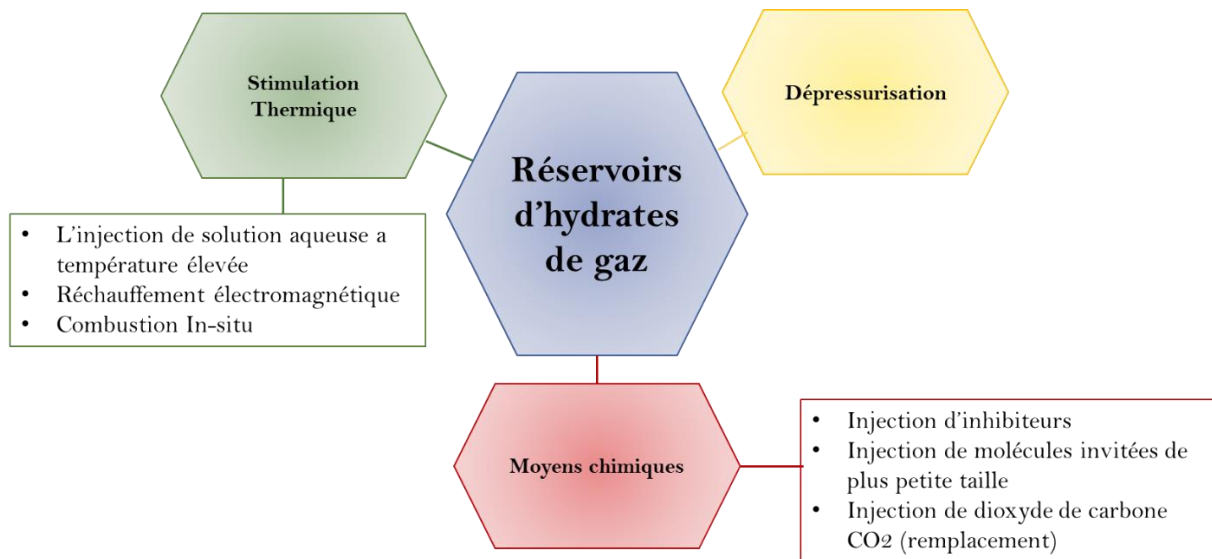 Stimulation
Thermique
Dépressurisation
Réservoirs
d'hydrates
de gaz
• L'injection de solution aqueuse a
température élevée
• Réchauffement électromagnétique
• Combustion In-situ
Moyens chimiques
• Injection d'inhibiteurs
• Injection de molécules invitées de
plus petite taille
• Injection de dioxyde de carbone
CO2 (remplacement)